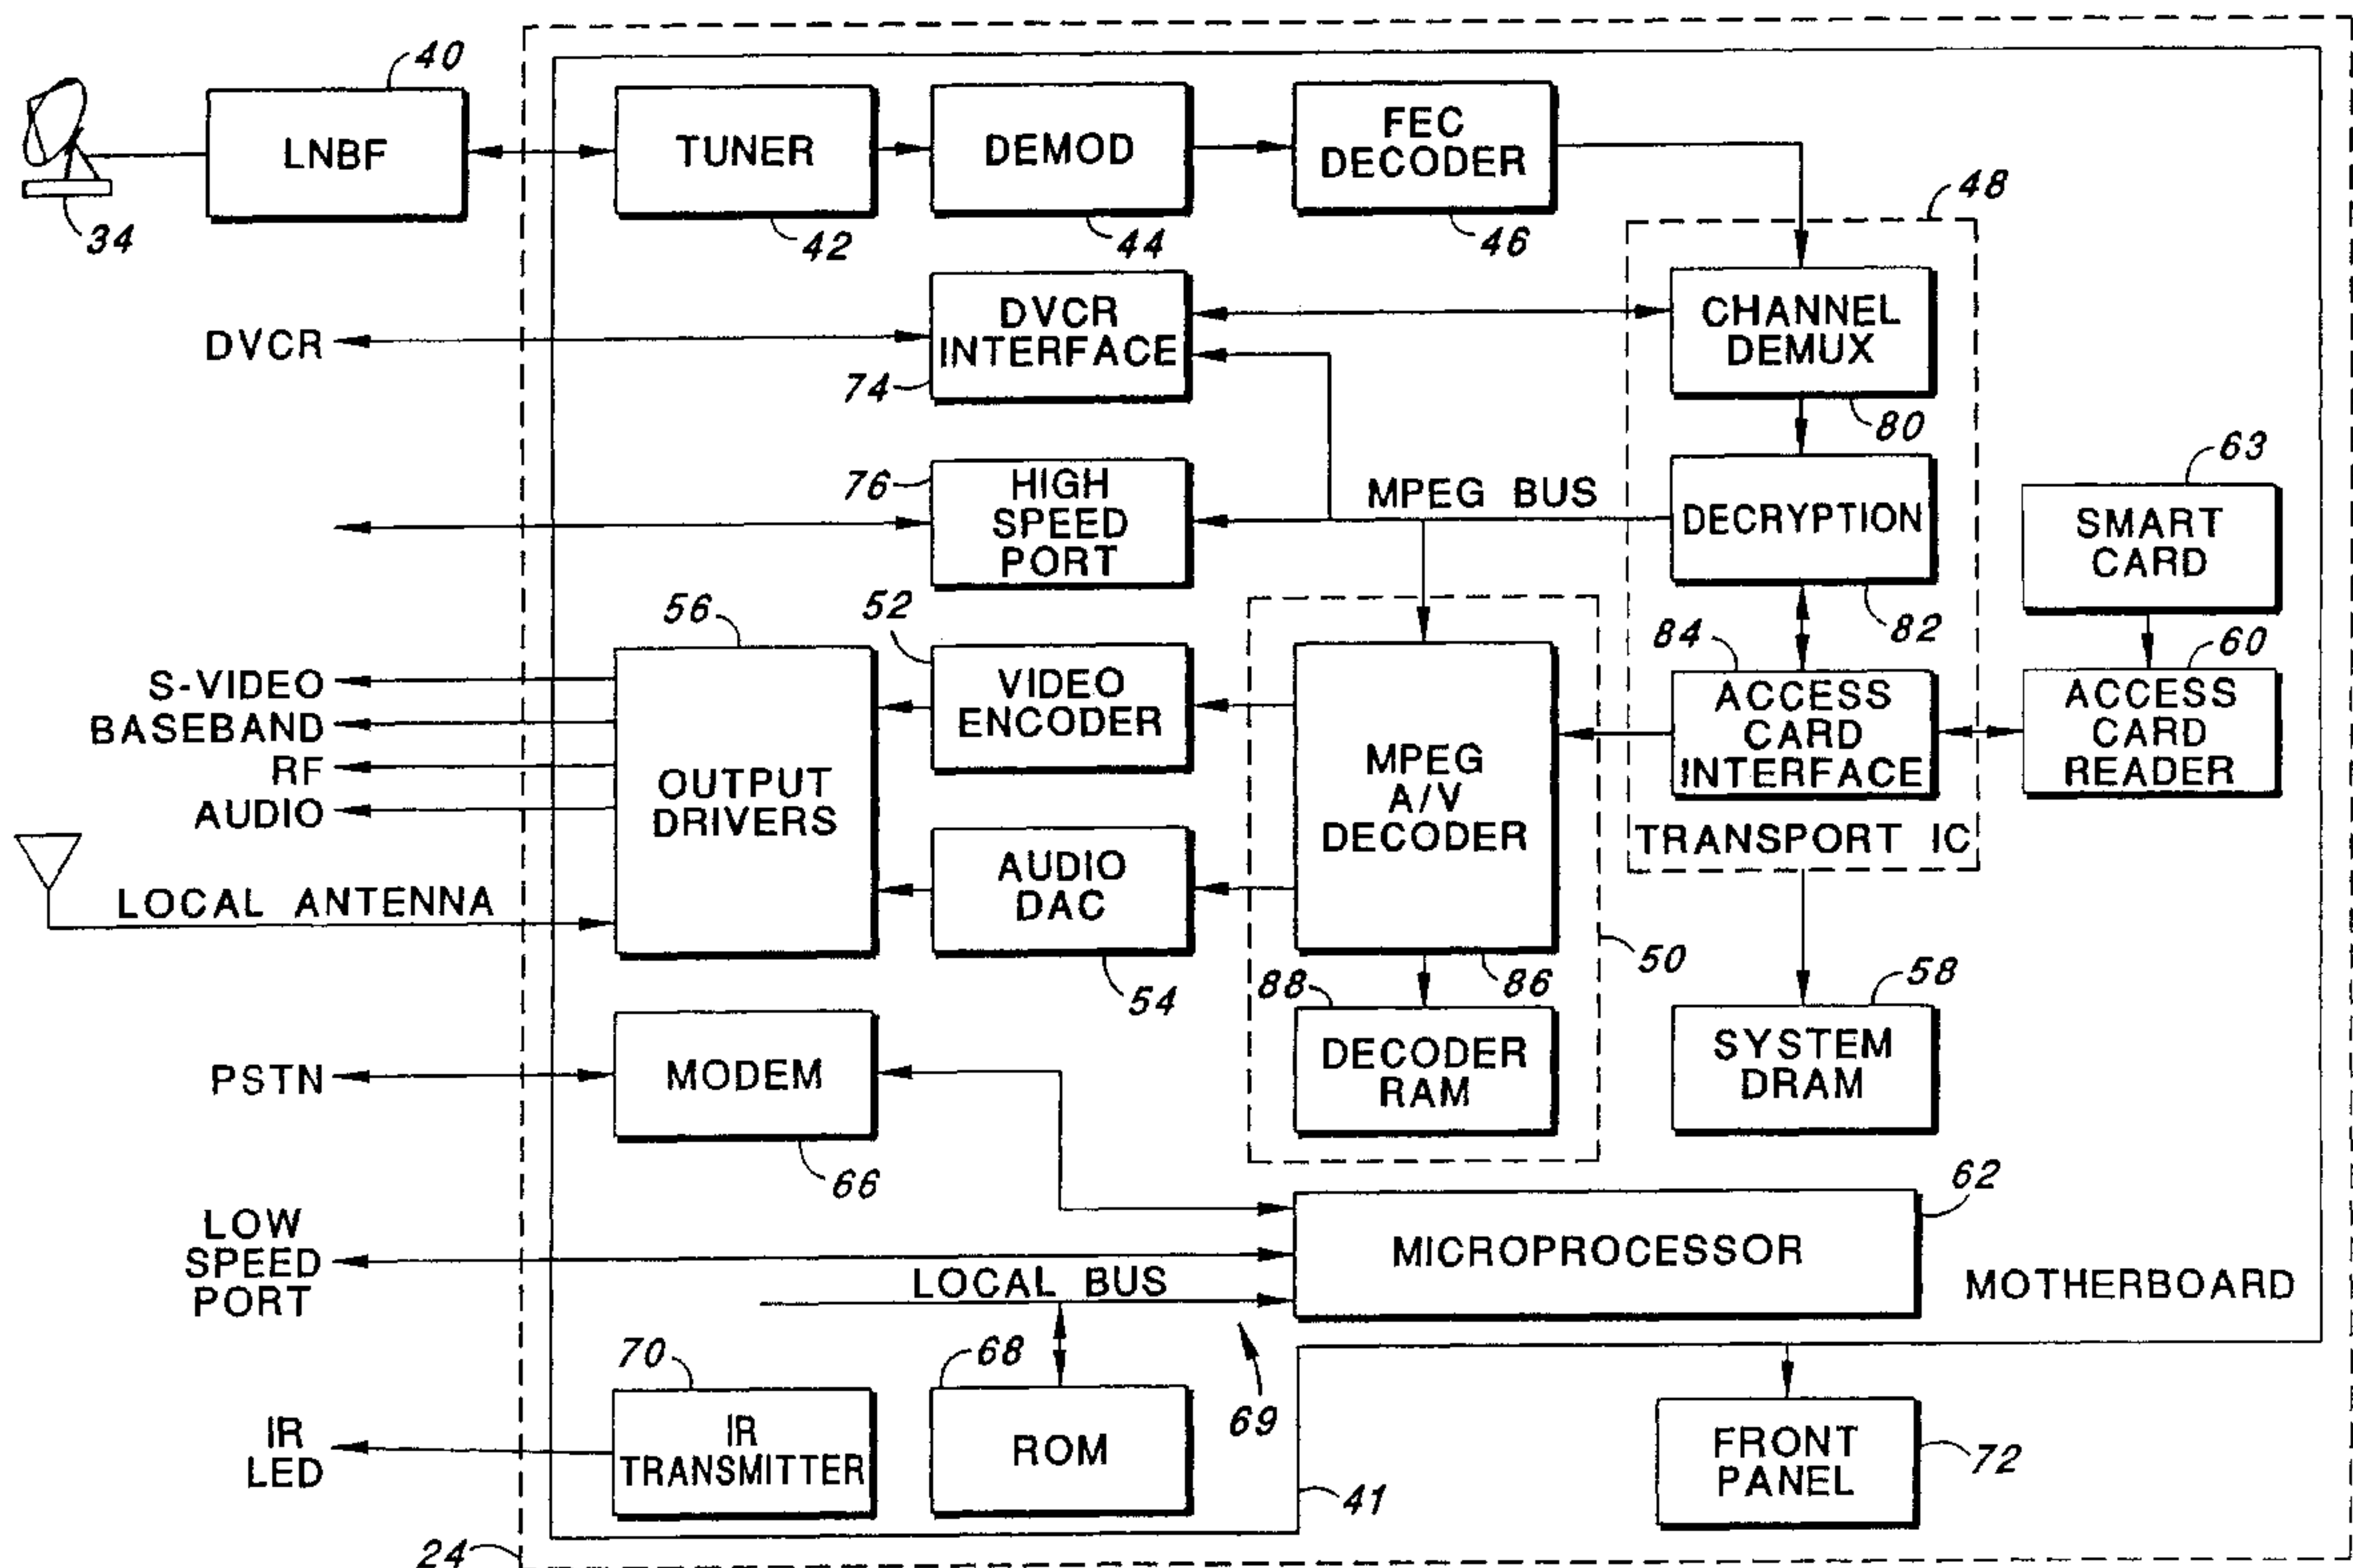 40
LNBF
34
TUNER
42
DEMOD
44
FEC
DECODER
46
48
DVCR
DVCR
INTERFACE
74
CHANNEL
DEMUX
80
76
HIGH
SPEED
PORT
MPEG BUS
DECRYPTION
82
63
SMART
CARD
56
52
84
60
S-VIDEO
BASEBAND
RF
AUDIO
LOCAL ANTENNA
OUTPUT
DRIVERS
VIDEO
ENCODER
AUDIO
DAC
54
MPEG
A/V
DECODER
86
50
ACCESS
CARD
INTERFACE
TRANSPORT IC
ACCESS
CARD
READER
88
DECODER
RAM
58
SYSTEM
DRAM
PSTN
MODEM
66
62
LOW
SPEED
PORT
MICROPROCESSOR
LOCAL BUS
MOTHERBOARD
69
70
IR
LED
IR
TRANSMITTER
68
ROM
41
FRONT
PANEL
72
24